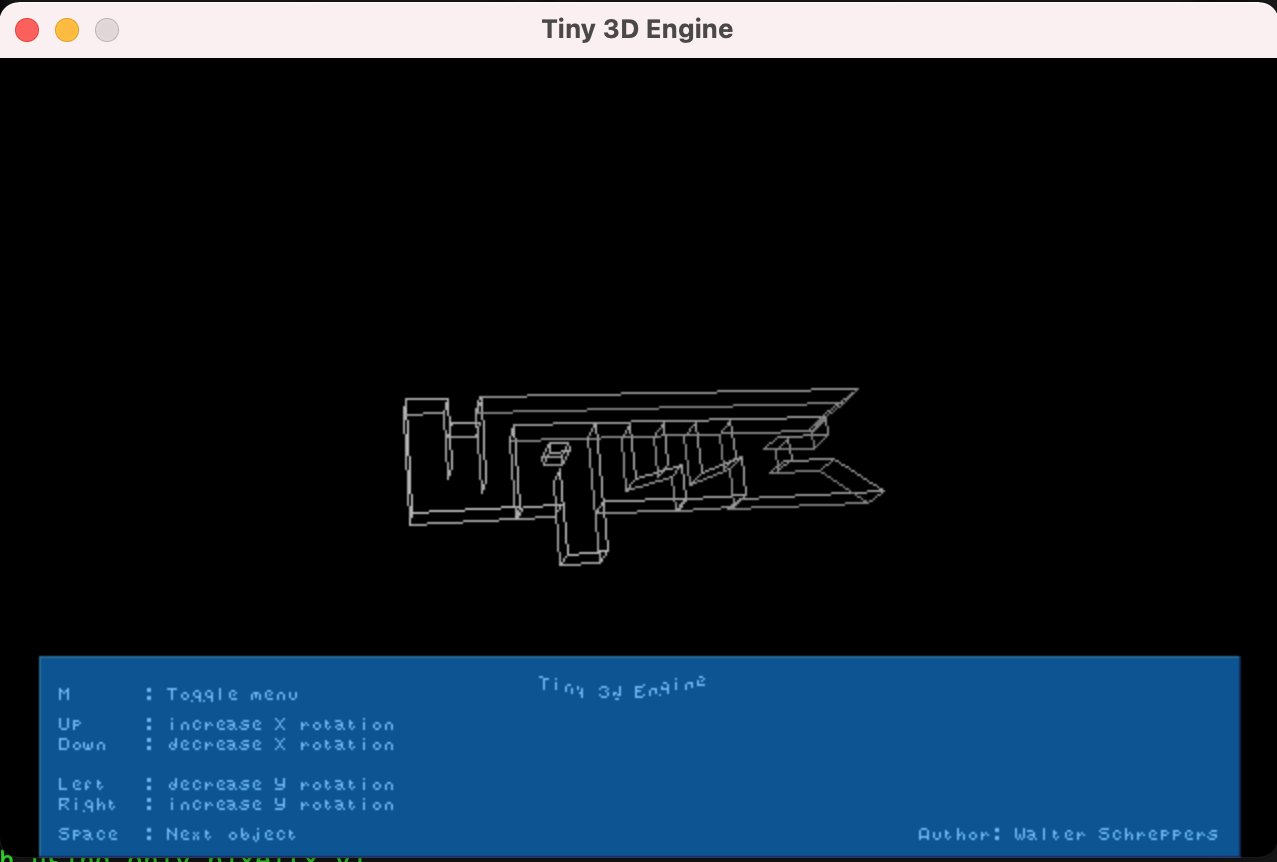 Tiny 3D Engine
Tiny 3d Engine
M : Toggle menu
Up : increase X rotation
Down : decrease X rotation
Left : decrease Y rotation
Right : increase Y rotation
Space : Next object
Author: Walter Schreppers